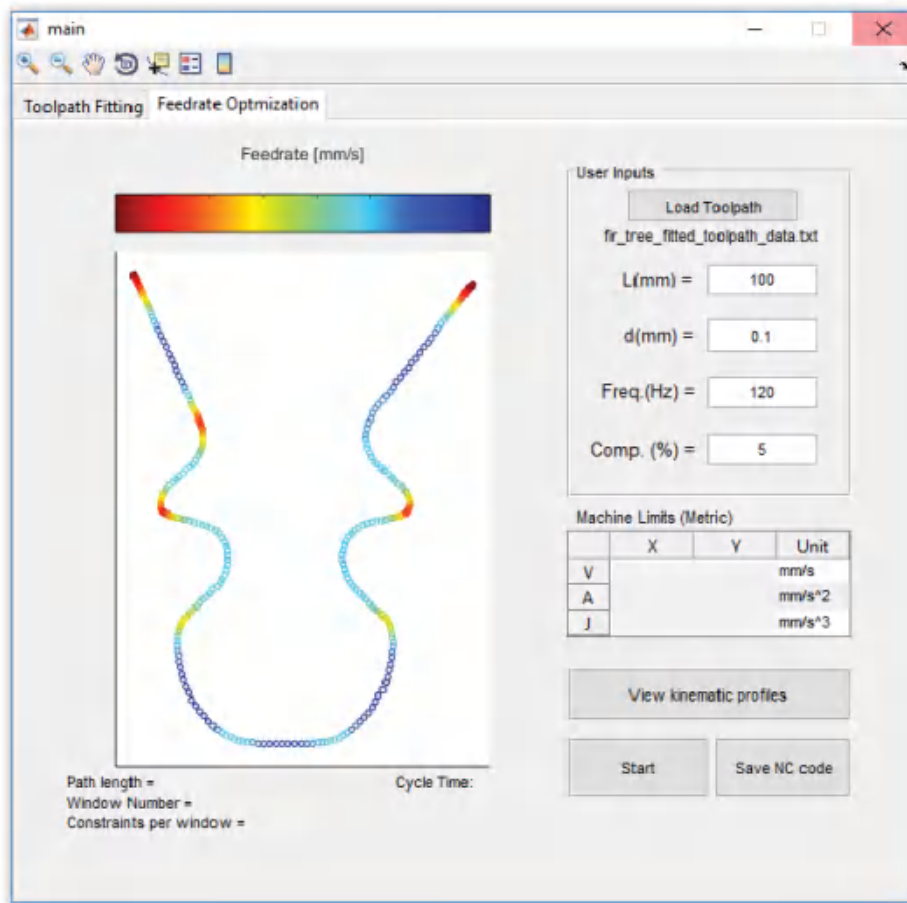 main
Toolpath Fitting Feedrate Optmization
Feedrate [mm/s]
User Inputs
Load Toolpath
fir_tree_fitted_toolpath_data.txt
L(mm) = 100
d(mm) = 0.1
Freq.(Hz) = 120
Comp. (%) = 5
Machine Limits (Metric)
X Y Unit
V mm/s
A mm/s^2
J mm/s^3
View kinematic profiles
Start Save NC code
Path length = Cycle Time:
Window Number =
Constraints per window =